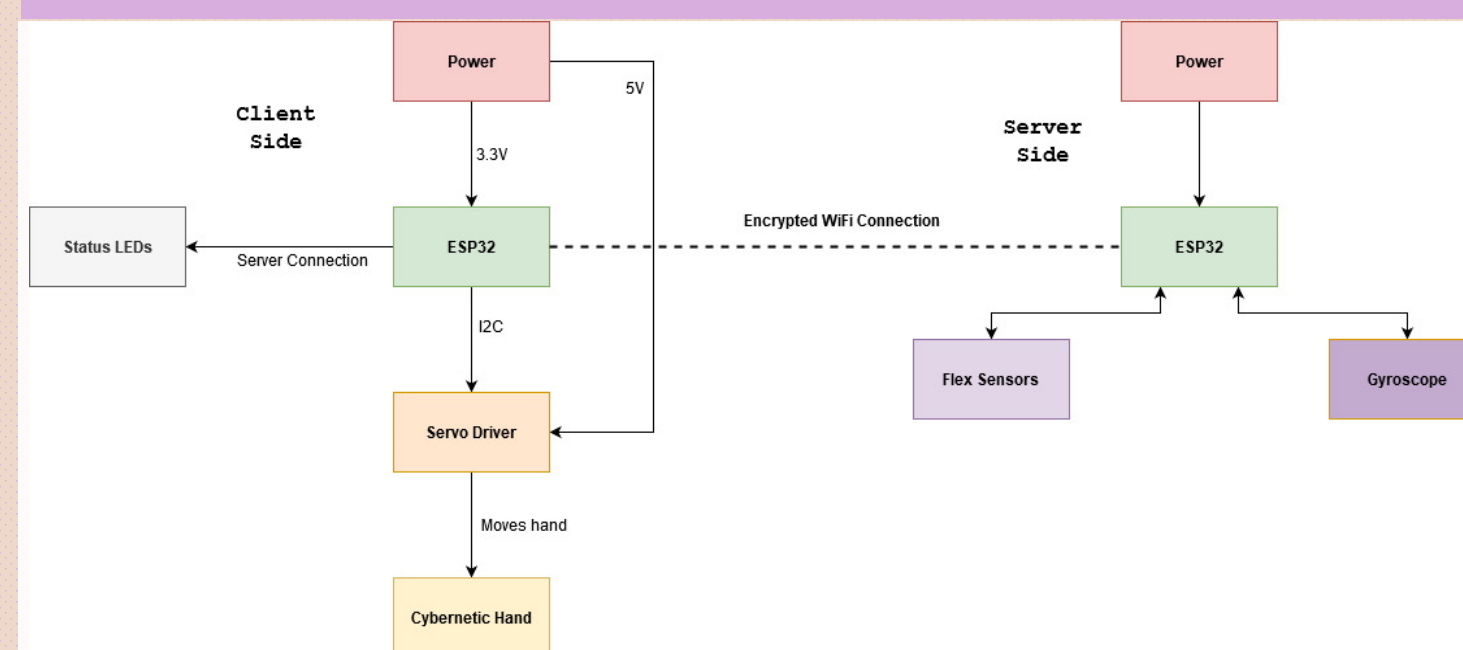 Power
Power
5V
Client
Side
Server
Side
3.3V
Status LEDs
Server Connection
ESP32
Encrypted WiFi Connection
ESP32
I2C
Flex Sensors
Gyroscope
Servo Driver
Moves hand
Cybernetic Hand